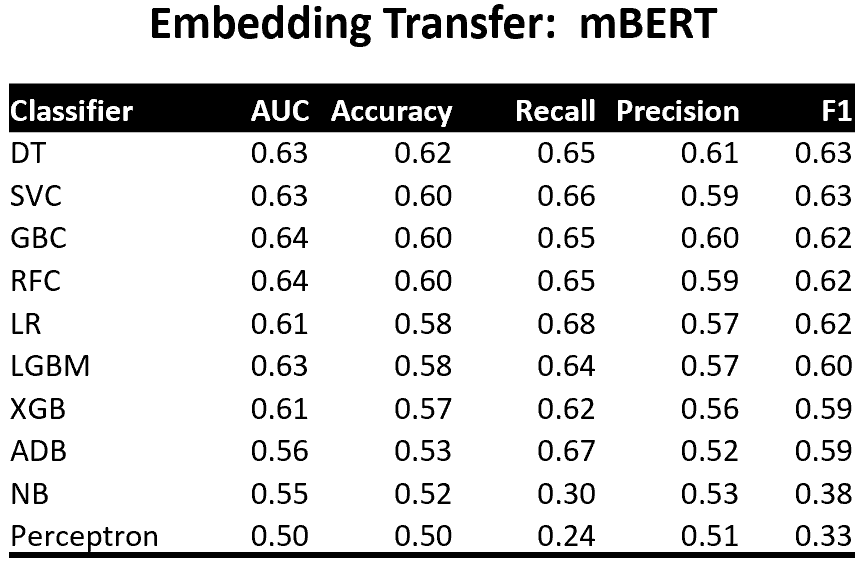 Embedding Transfer: mBERT
Classifier AUC Accuracy Recall Precision F1
DT 0.63 0.62 0.65 0.61 0.63
SVC 0.63 0.60 0.66 0.59 0.63
GBC 0.64 0.60 0.65 0.60 0.62
RFC 0.64 0.60 0.65 0.59 0.62
LR 0.61 0.58 0.68 0.57 0.62
LGBM 0.63 0.58 0.64 0.57 0.60
XGB 0.61 0.57 0.62 0.56 0.59
ADB 0.56 0.53 0.67 0.52 0.59
NB 0.55 0.52 0.30 0.53 0.38
Perceptron 0.50 0.50 0.24 0.51 0.33